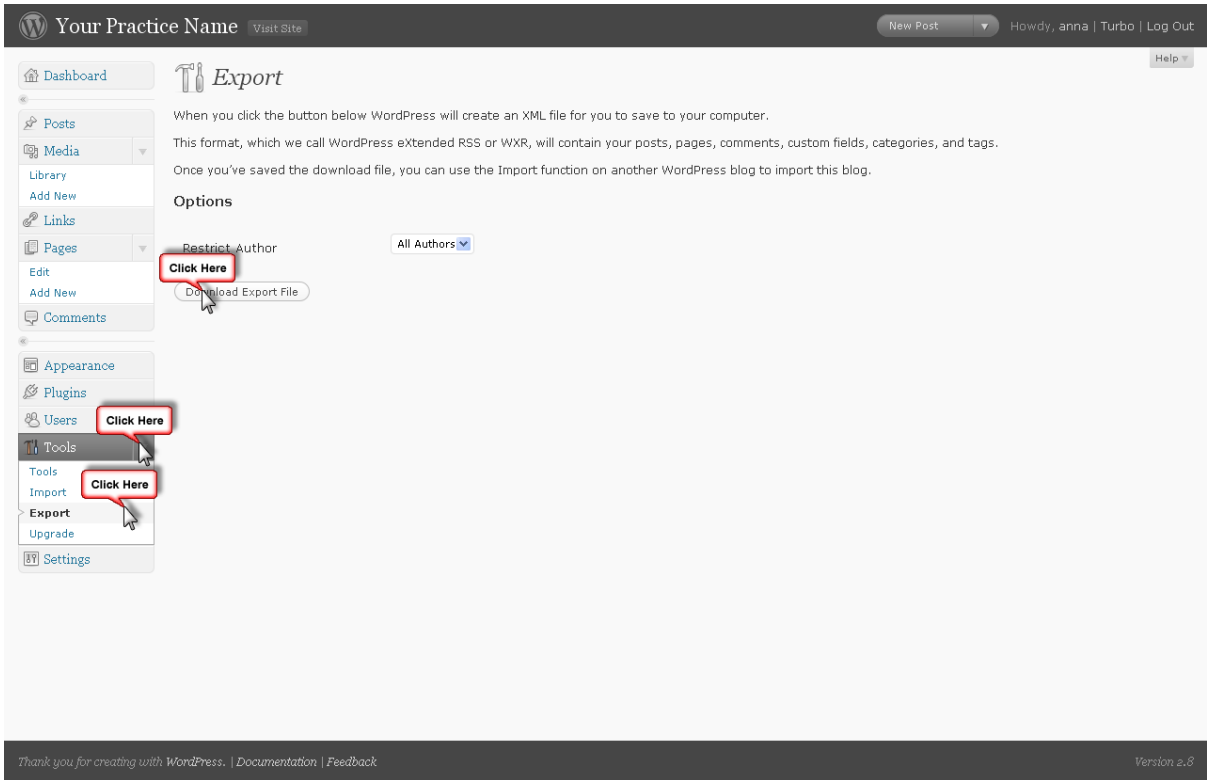 Your Practice Name Visit Site
New Post
Howdy, anna | Turbo | Log Out
Help
Dashboard
Posts
Media
Library
Add New
Links
Pages
Edit
Add New
Comments
Appearance
Plugins
Users
Click Here
Tools
Tools
Click Here
Import
Export
Upgrade
Settings
Export
When you click the button below WordPress will create an XML file for you to save to your computer.
This format, which we call WordPress eXtended RSS or WXR, will contain your posts, pages, comments, custom fields, categories, and tags.
Once you've saved the download file, you can use the Import function on another WordPress blog to import this blog.
Options
Restrict Author
All Authors
Click Here
Download Export File
Thank you for creating with WordPress. | Documentation | Feedback
Version 2.8